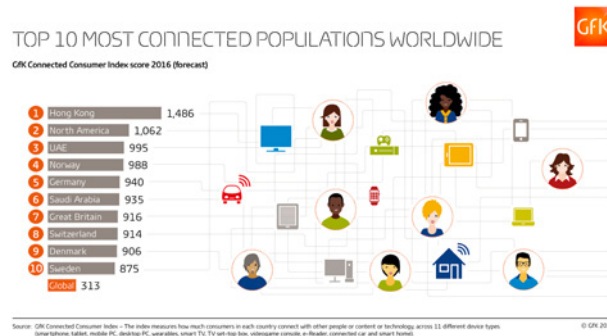 GfK
TOP 10 MOST CONNECTED POPULATIONS WORLDWIDE
GfK Connected Consumer Index score 2016 (forecast)
1 Hong Kong 1,486
2 North America 1,062
3 UAE 995
4 Norway 988
5 Germany 940
6 Saudi Arabia 935
7 Great Britain 916
8 Switzerland 914
9 Denmark 906
10 Sweden 875
Global 313
Source: GfK Connected Consumer Index – The index measures how much consumers in each country connect with other people or content or technology, across 11 different device types
(smartphone, tablet, mobile PC, desktop PC, wearables, smart TV, TV set-top box, videogame console, e-Reader, connected car and smart home).
© GfK 20